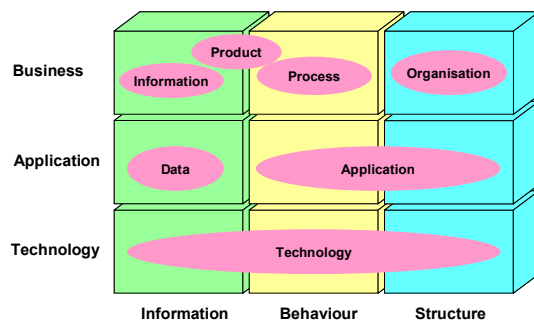 Product
Business
Information
Process
Organisation
Application
Data
Application
Technology
Technology
Information
Behaviour
Structure